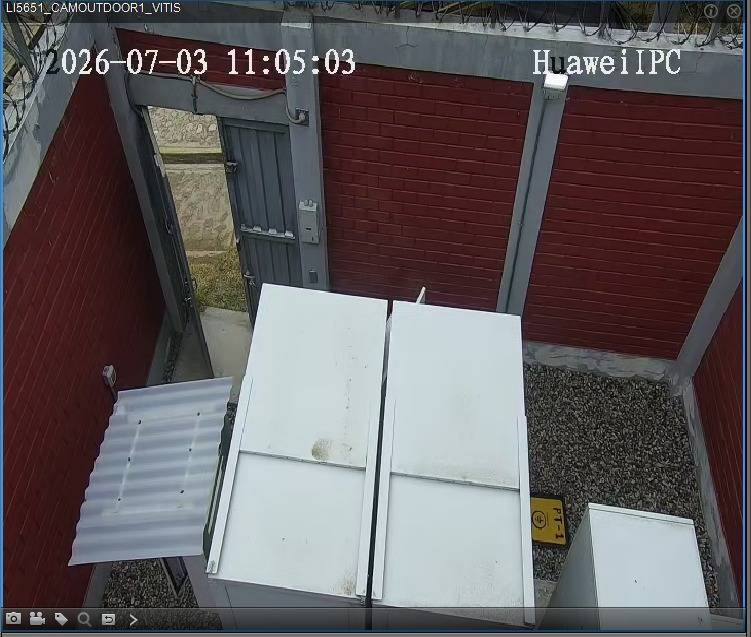 LI5651_CAMOUTDOOR1_VITIS
2026-07-03 11:05:03
HuaweiIPC
PT-1